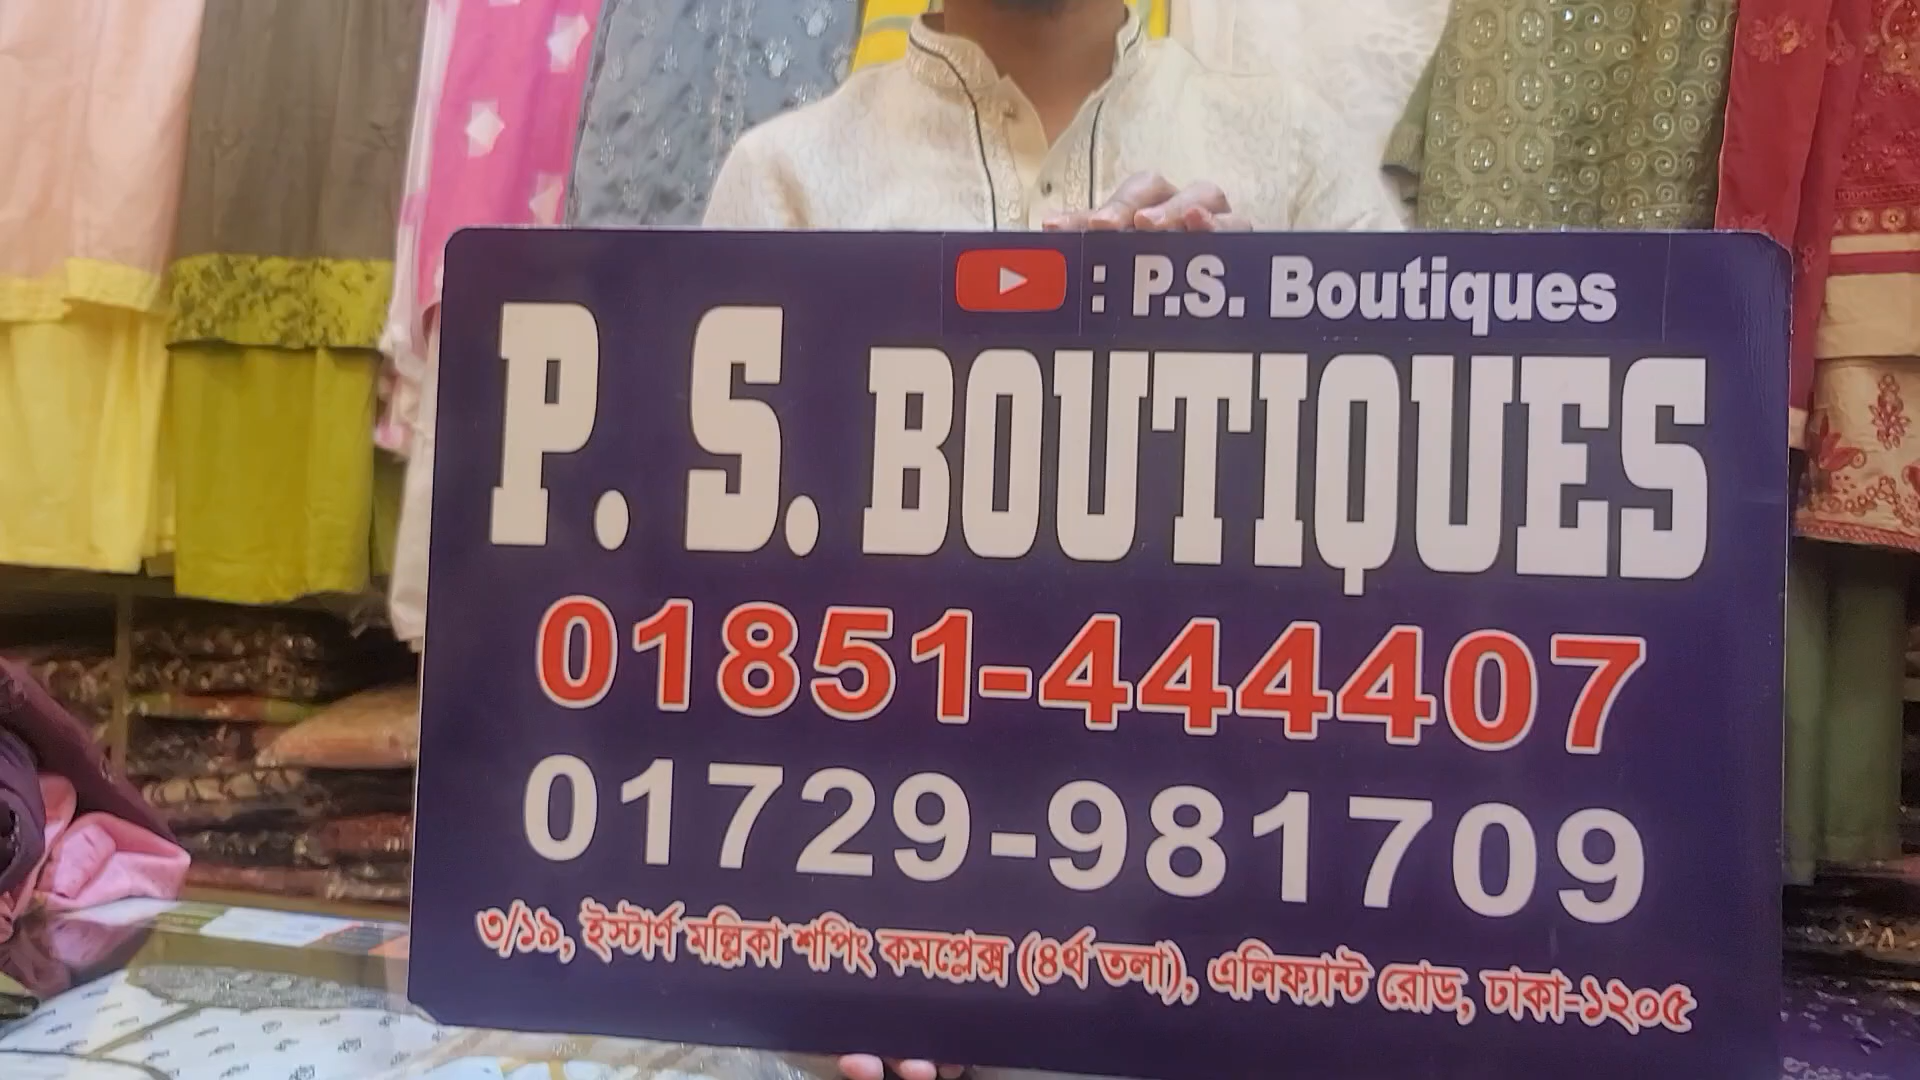 : P.S. Boutiques
P. S. BOUTIQUES
01851-444407
01729-981709
৩/১৯, ইস্টার্ণ মল্লিকা শপিং কমপ্লেক্স (৪র্থ তলা), এলিফ্যান্ট রোড, ঢাকা-১২০৫